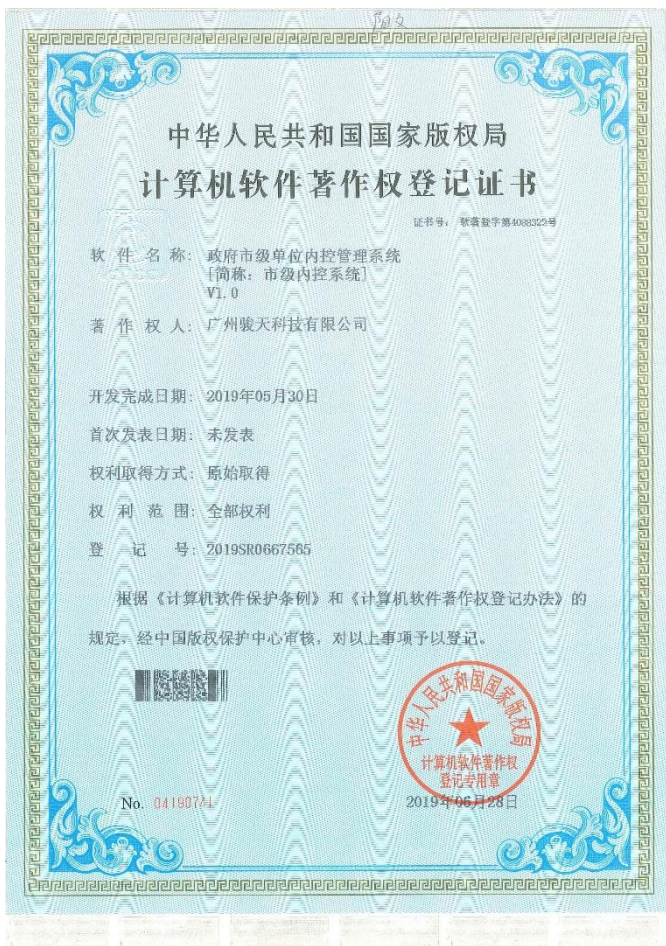 中华人民共和国国家版权局
计算机软件著作权登记证书
证书号： 软著登字第4088322号
软件名称： 政府市级单位内控管理系统
[简称：市级内控系统]
V1.0
著作权人： 广州骏天科技有限公司
开发完成日期： 2019年05月30日
首次发表日期： 未发表
权利取得方式： 原始取得
权利范围： 全部权利
登记号： 2019SR0667565
根据《计算机软件保护条例》和《计算机软件著作权登记办法》的
规定，经中国版权保护中心审核，对以上事项予以登记。
中华人民共和国国家版权局
计算机软件著作权
登记专用章
No.
2019年06月28日